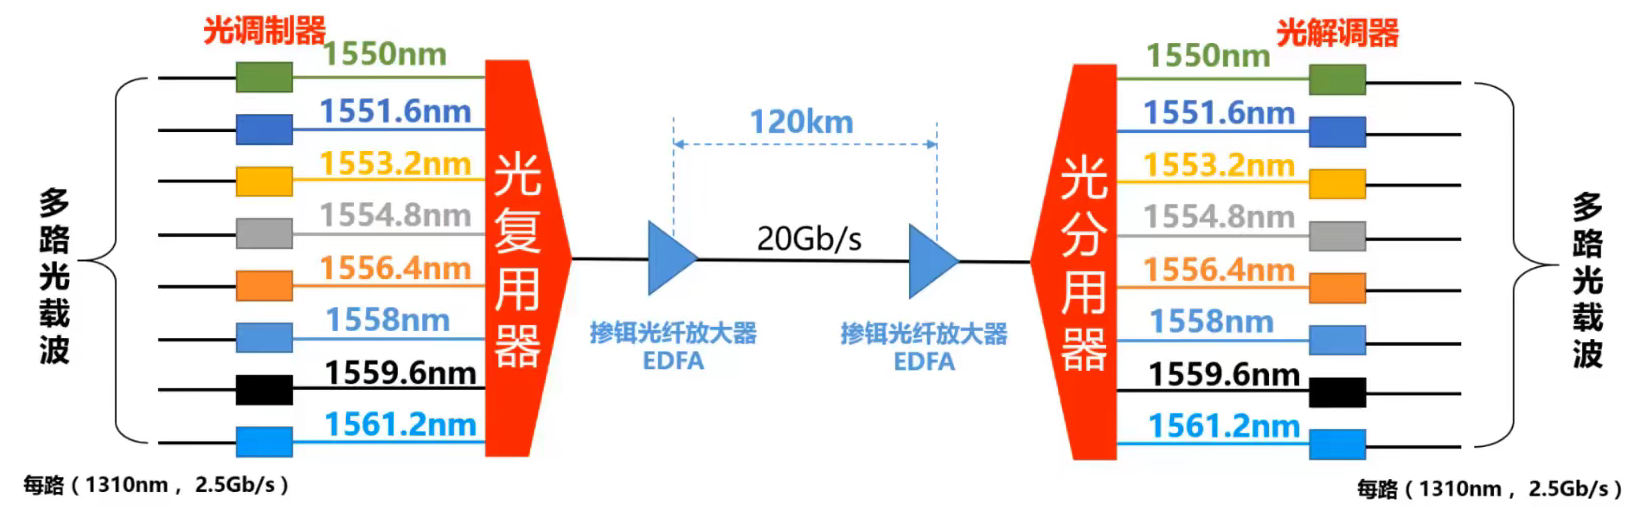 光调制器
1550nm
1551.6nm
1553.2nm
1554.8nm
1556.4nm
1558nm
1559.6nm
1561.2nm
多路光载波
每路（1310nm， 2.5Gb/s）
光复用器
120km
20Gb/s
掺铒光纤放大器
EDFA
掺铒光纤放大器
EDFA
光分用器
光解调器
1550nm
1551.6nm
1553.2nm
1554.8nm
1556.4nm
1558nm
1559.6nm
1561.2nm
多路光载波
每路（1310nm， 2.5Gb/s）